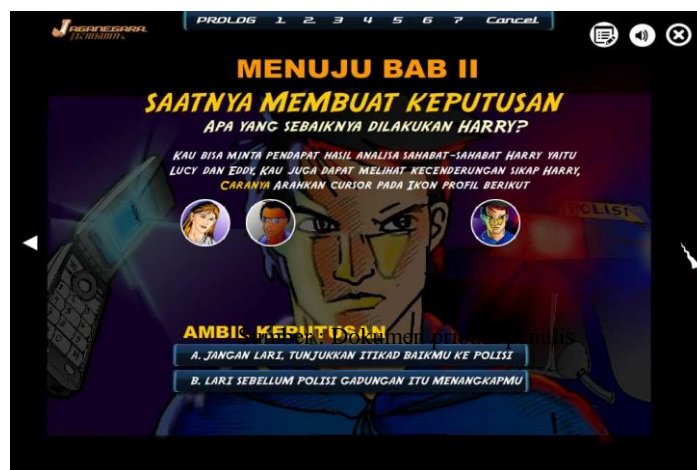 JAGANEGARA
PROLOG 1 2 3 4 5 6 7 Cancel
MENUJU BAB II
SAATNYA MEMBUAT KEPUTUSAN
APA YANG SEBAIKNYA DILAKUKAN HARRY?
KAU BISA MINTA PENDAPAT HASIL ANALISA SAHABAT-SAHABAT HARRY YAITU
LUCY DAN EDDY. KAU JUGA DAPAT MELIHAT KECENDERUNGAN SIKAP HARRY,
CARANYA ARAHKAN CURSOR PADA IKON PROFIL BERIKUT
POLISI
AMBIL KEPUTUSAN
Sumber: Dokumen pribadi penulis
A. JANGAN LARI, TUNJUKKAN ITIKAD BAIKMU KE POLISI
B. LARI SEBELLUM POLISI GADUNGAN ITU MENANGKAPMU